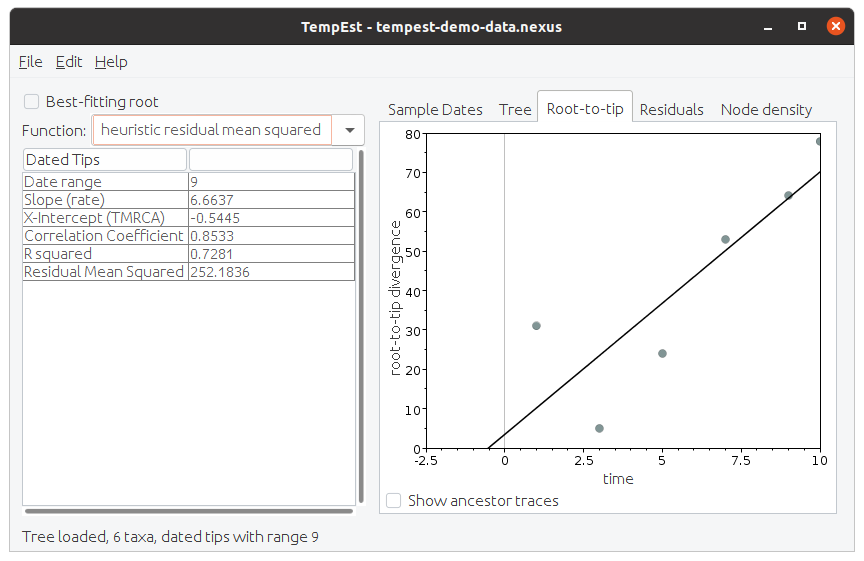 TempEst - tempest-demo-data.nexus
File Edit Help
Best-fitting root
Function: heuristic residual mean squared
Dated Tips
Date range 9
Slope (rate) 6.6637
X-Intercept (TMRCA) -0.5445
Correlation Coefficient 0.8533
R squared 0.7281
Residual Mean Squared 252.1836
Sample Dates Tree Root-to-tip Residuals Node density
80
70
60
50
40
30
20
10
0
root-to-tip divergence
-2.5 0 2.5 5 7.5 10
time
Show ancestor traces
Tree loaded, 6 taxa, dated tips with range 9